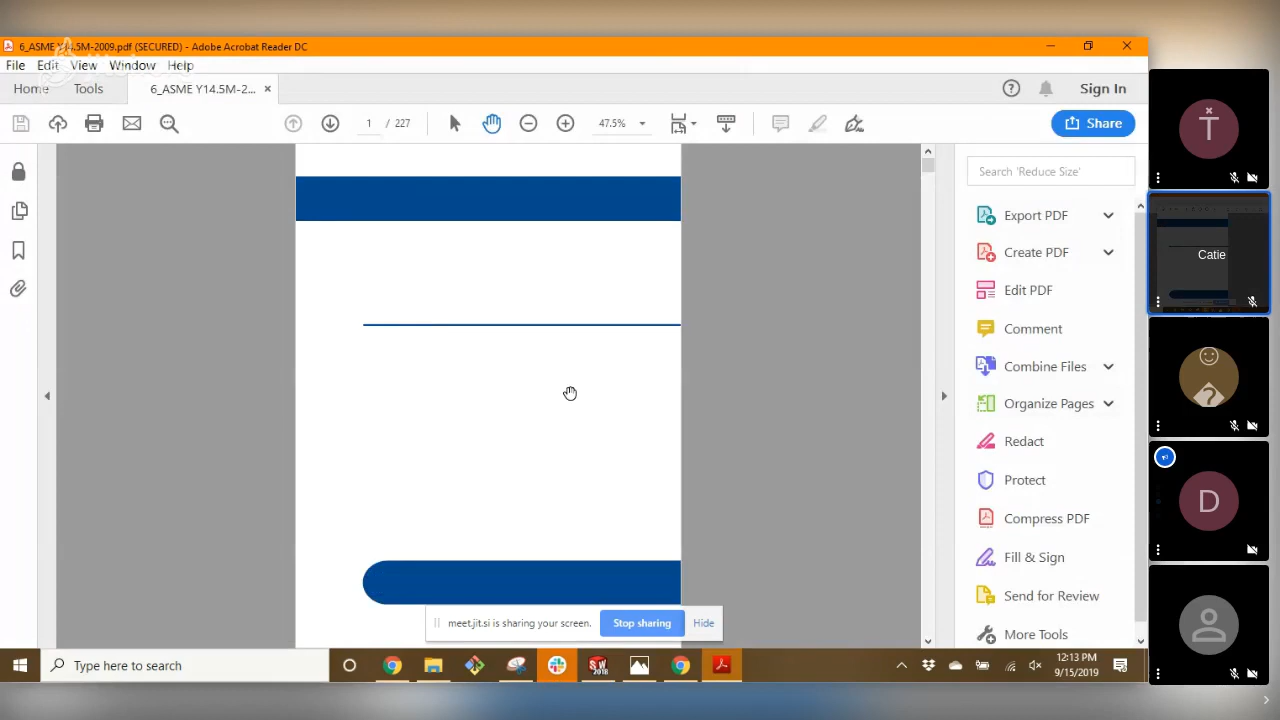 6_ASME Y14.5M-2009.pdf (SECURED) - Adobe Acrobat Reader DC
File Edit View Window Help
Home Tools 6_ASME Y14.5M-2... Sign In
1 / 227 47.5% Share
Search 'Reduce Size'
Export PDF
Create PDF
Edit PDF
Comment
Combine Files
Organize Pages
Redact
Protect
Compress PDF
Fill & Sign
Send for Review
More Tools
meet.jit.si is sharing your screen. Stop sharing Hide
Type here to search
SW
2018
12:13 PM
9/15/2019
T
Catie
D